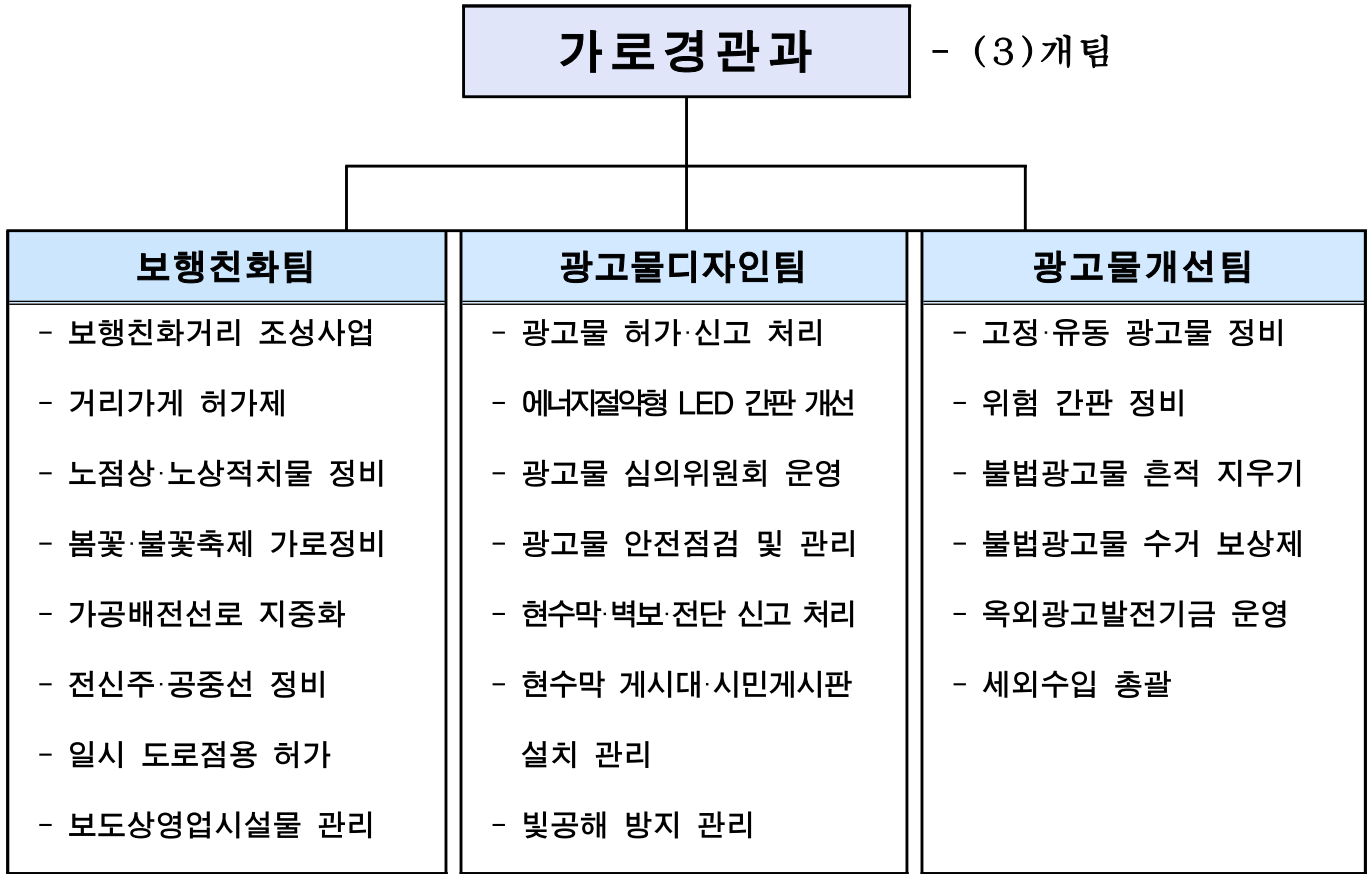 가로경관과
- (3)개팀
보행친화팀
- 보행친화거리 조성사업
- 거리가게 허가제
- 노점상·노상적치물 정비
- 봄꽃·불꽃축제 가로정비
- 가공배전선로 지중화
- 전신주·공중선 정비
- 일시 도로점용 허가
- 보도상영업시설물 관리
광고물디자인팀
- 광고물 허가·신고 처리
- 에너지절약형 LED 간판 개선
- 광고물 심의위원회 운영
- 광고물 안전점검 및 관리
- 현수막·벽보·전단 신고 처리
- 현수막 게시대·시민게시판
설치 관리
- 빛공해 방지 관리
광고물개선팀
- 고정·유동 광고물 정비
- 위험 간판 정비
- 불법광고물 흔적 지우기
- 불법광고물 수거 보상제
- 옥외광고발전기금 운영
- 세외수입 총괄